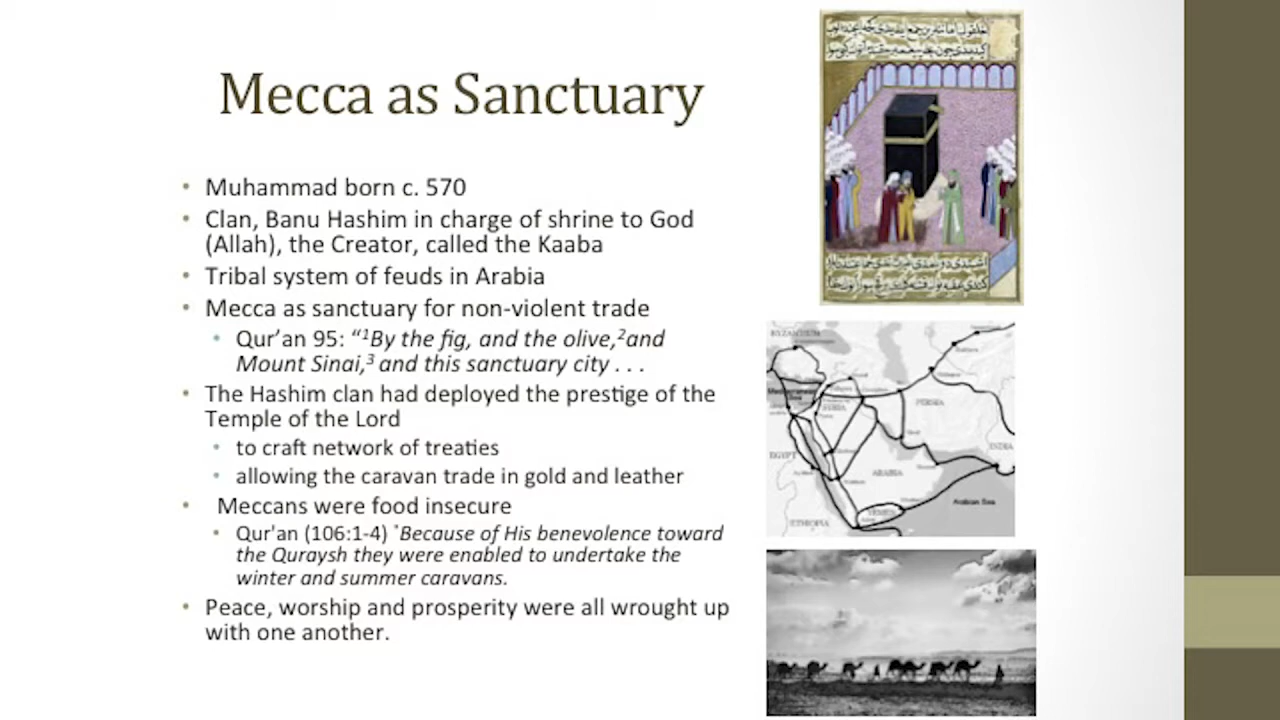 Mecca as Sanctuary
• Muhammad born c. 570
• Clan, Banu Hashim in charge of shrine to God
(Allah), the Creator, called the Kaaba
• Tribal system of feuds in Arabia
• Mecca as sanctuary for non-violent trade
• Qur’an 95: “¹By the fig, and the olive,²and
Mount Sinai,³ and this sanctuary city . . .
• The Hashim clan had deployed the prestige of the
Temple of the Lord
• to craft network of treaties
• allowing the caravan trade in gold and leather
• Meccans were food insecure
• Qur'an (106:1-4) "Because of His benevolence toward
the Quraysh they were enabled to undertake the
winter and summer caravans.
• Peace, worship and prosperity were all wrought up
with one another.
BYZANTIUM
Mediterranean
Sea
SYRIA
PERSIA
EGYPT
INDIA
ARABIA
YEMEN
Arabian Sea
ETHIOPIA